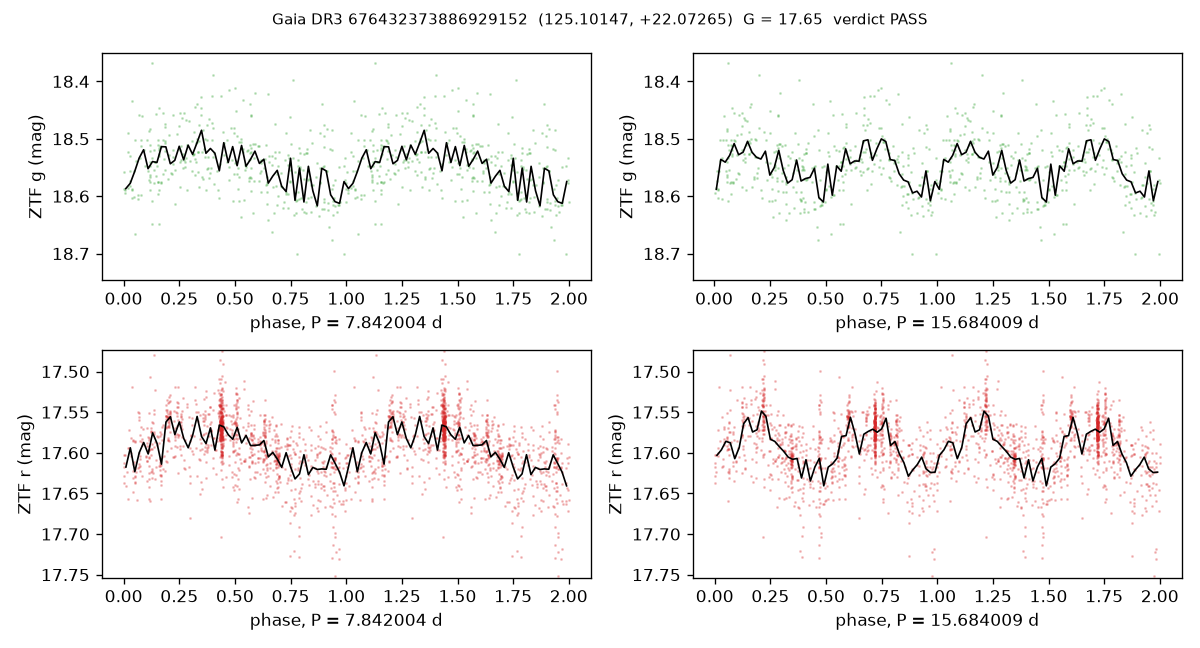 Gaia DR3 676432373886929152 (125.10147, +22.07265) G = 17.65 verdict PASS
ZTF g (mag)
18.4
18.5
18.6
18.7
0.00 0.25 0.50 0.75 1.00 1.25 1.50 1.75 2.00
phase, P = 7.842004 d
ZTF g (mag)
18.4
18.5
18.6
18.7
0.00 0.25 0.50 0.75 1.00 1.25 1.50 1.75 2.00
phase, P = 15.684009 d
ZTF r (mag)
17.50
17.55
17.60
17.65
17.70
17.75
0.00 0.25 0.50 0.75 1.00 1.25 1.50 1.75 2.00
phase, P = 7.842004 d
ZTF r (mag)
17.50
17.55
17.60
17.65
17.70
17.75
0.00 0.25 0.50 0.75 1.00 1.25 1.50 1.75 2.00
phase, P = 15.684009 d